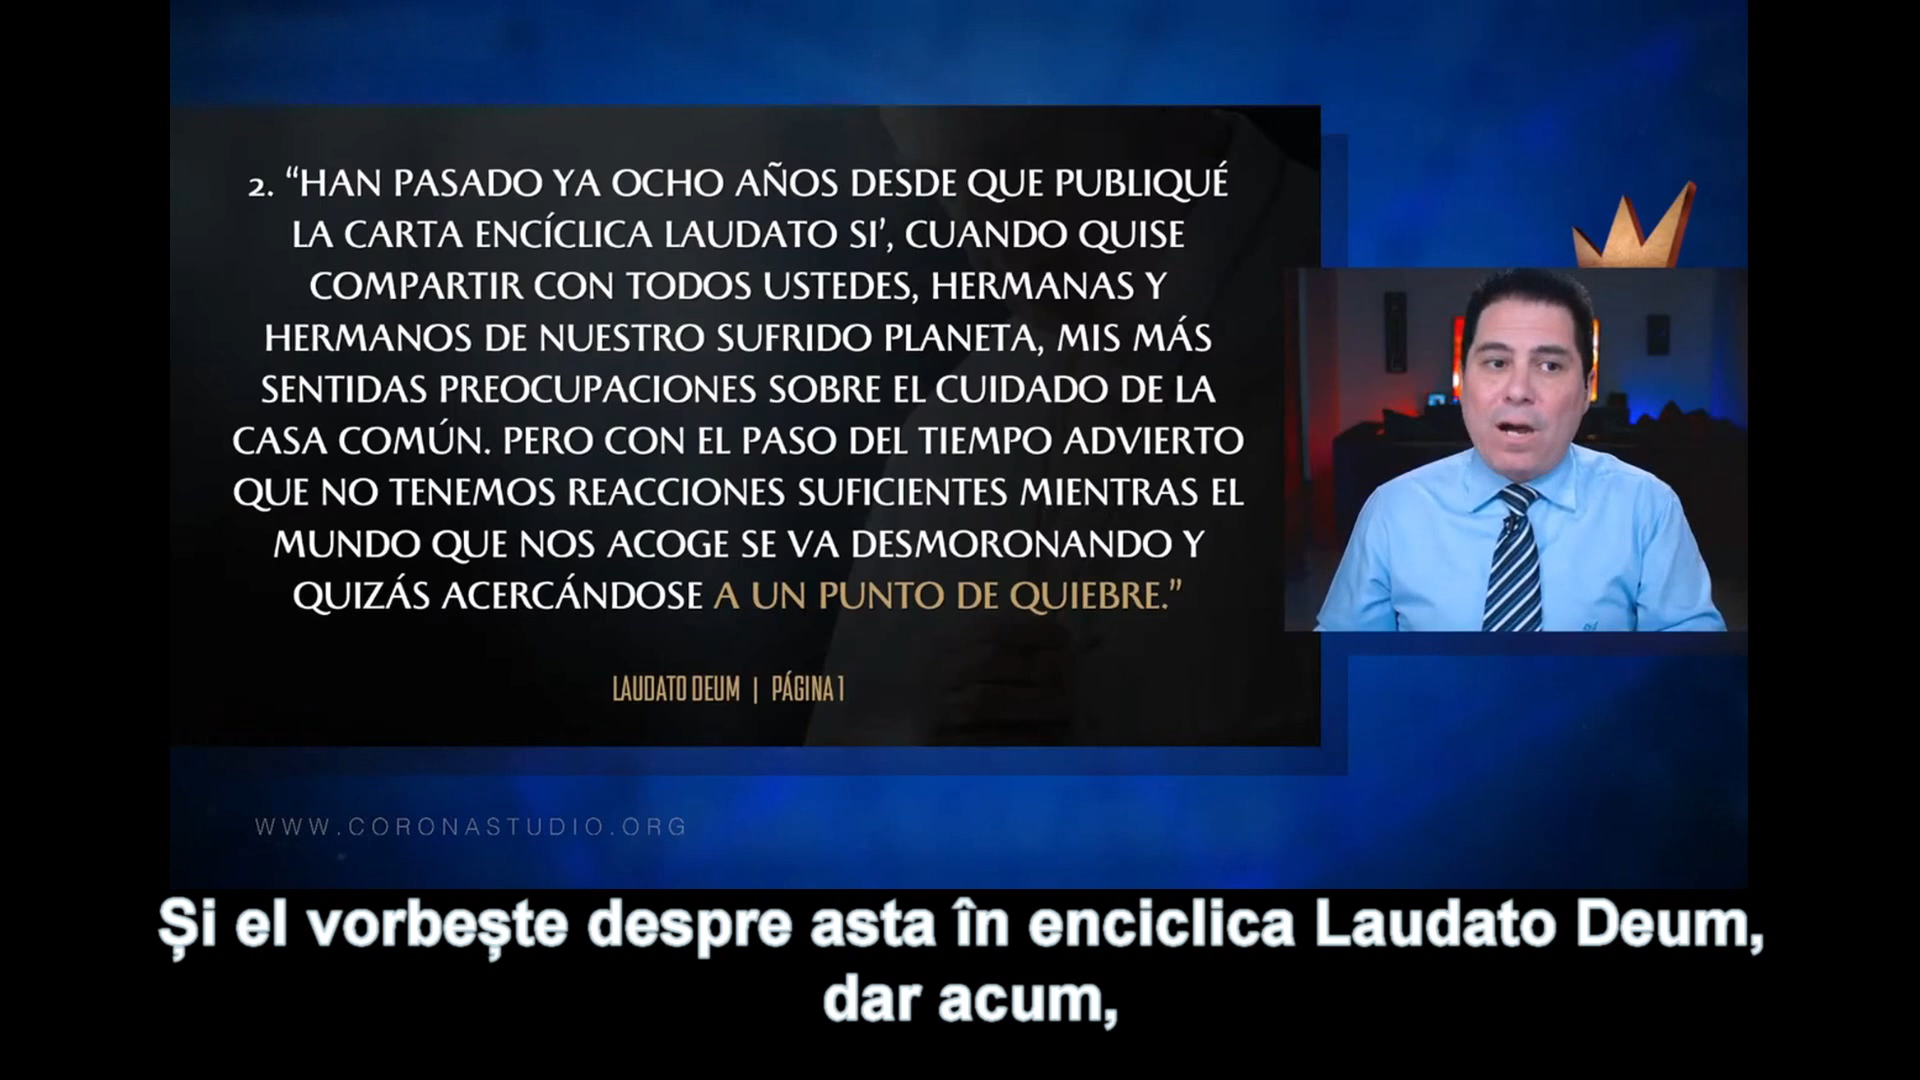 2. “HAN PASADO YA OCHO AÑOS DESDE QUE PUBLIQUÉ
LA CARTA ENCÍCLICA LAUDATO SI’, CUANDO QUISE
COMPARTIR CON TODOS USTEDES, HERMANAS Y
HERMANOS DE NUESTRO SUFRIDO PLANETA, MIS MÁS
SENTIDAS PREOCUPACIONES SOBRE EL CUIDADO DE LA
CASA COMÚN. PERO CON EL PASO DEL TIEMPO ADVIERTO
QUE NO TENEMOS REACCIONES SUFICIENTES MIENTRAS EL
MUNDO QUE NOS ACOGE SE VA DESMORONANDO Y
QUIZÁS ACERCÁNDOSE A UN PUNTO DE QUIEBRE.”
LAUDATO DEUM | PÁGINA 1
WWW.CORONASTUDIO.ORG
Și el vorbește despre asta în enciclica Laudato Deum,
dar acum,